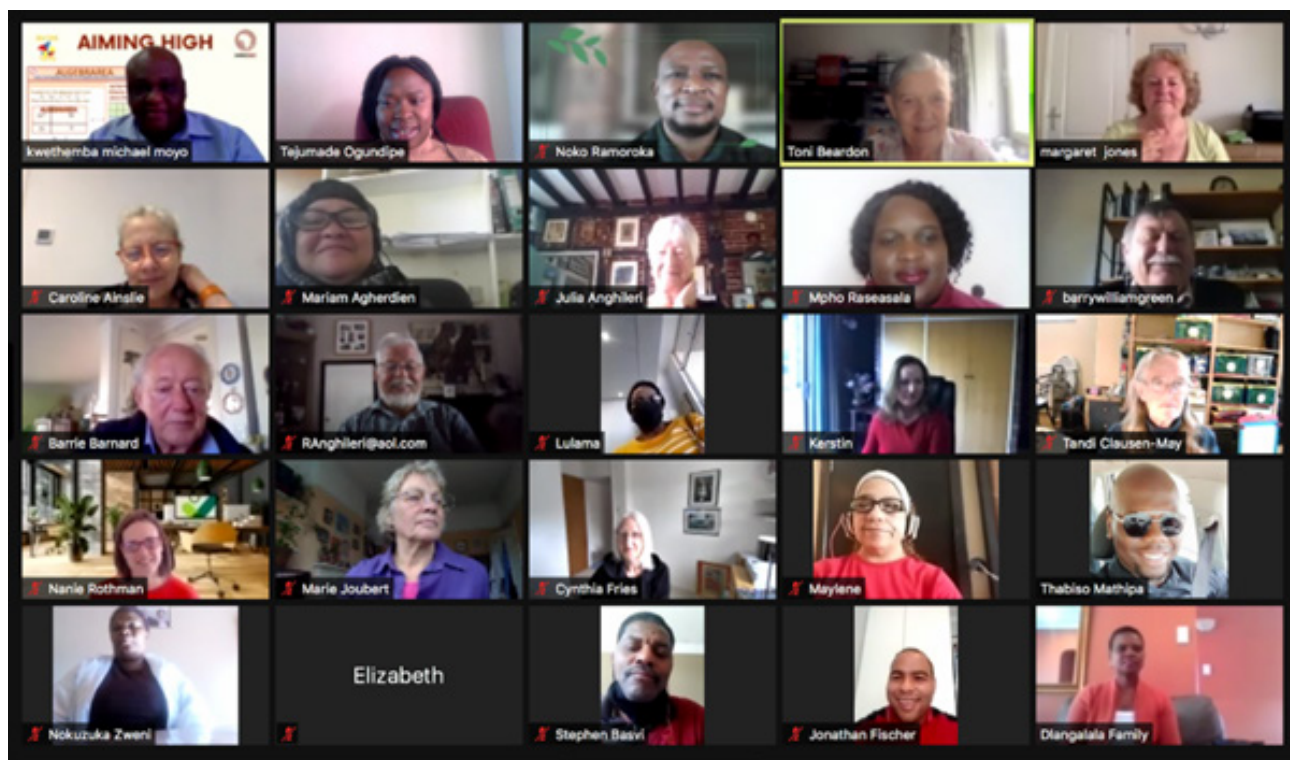 AIMING HIGH
ALGEBRAREA
kwethemba michael moyo
Tejumade Ogundipe
Noko Ramoroka
Toni Beardon
margaret jones
Caroline Ainslie
Mariam Agherdien
Julia Anghileri
Mpho Raseasala
barrywilliamgreen
Barrie Barnard
RAnghileri@aol.com
Lulama
Kerstin
Tandi Clausen-May
Nanie Rothman
Marie Joubert
Cynthia Fries
Maylene
Thabiso Mathipa
Nokuzuka Zweni
Elizabeth
Stephen Basvi
Jonathan Fischer
Dlangalala Family